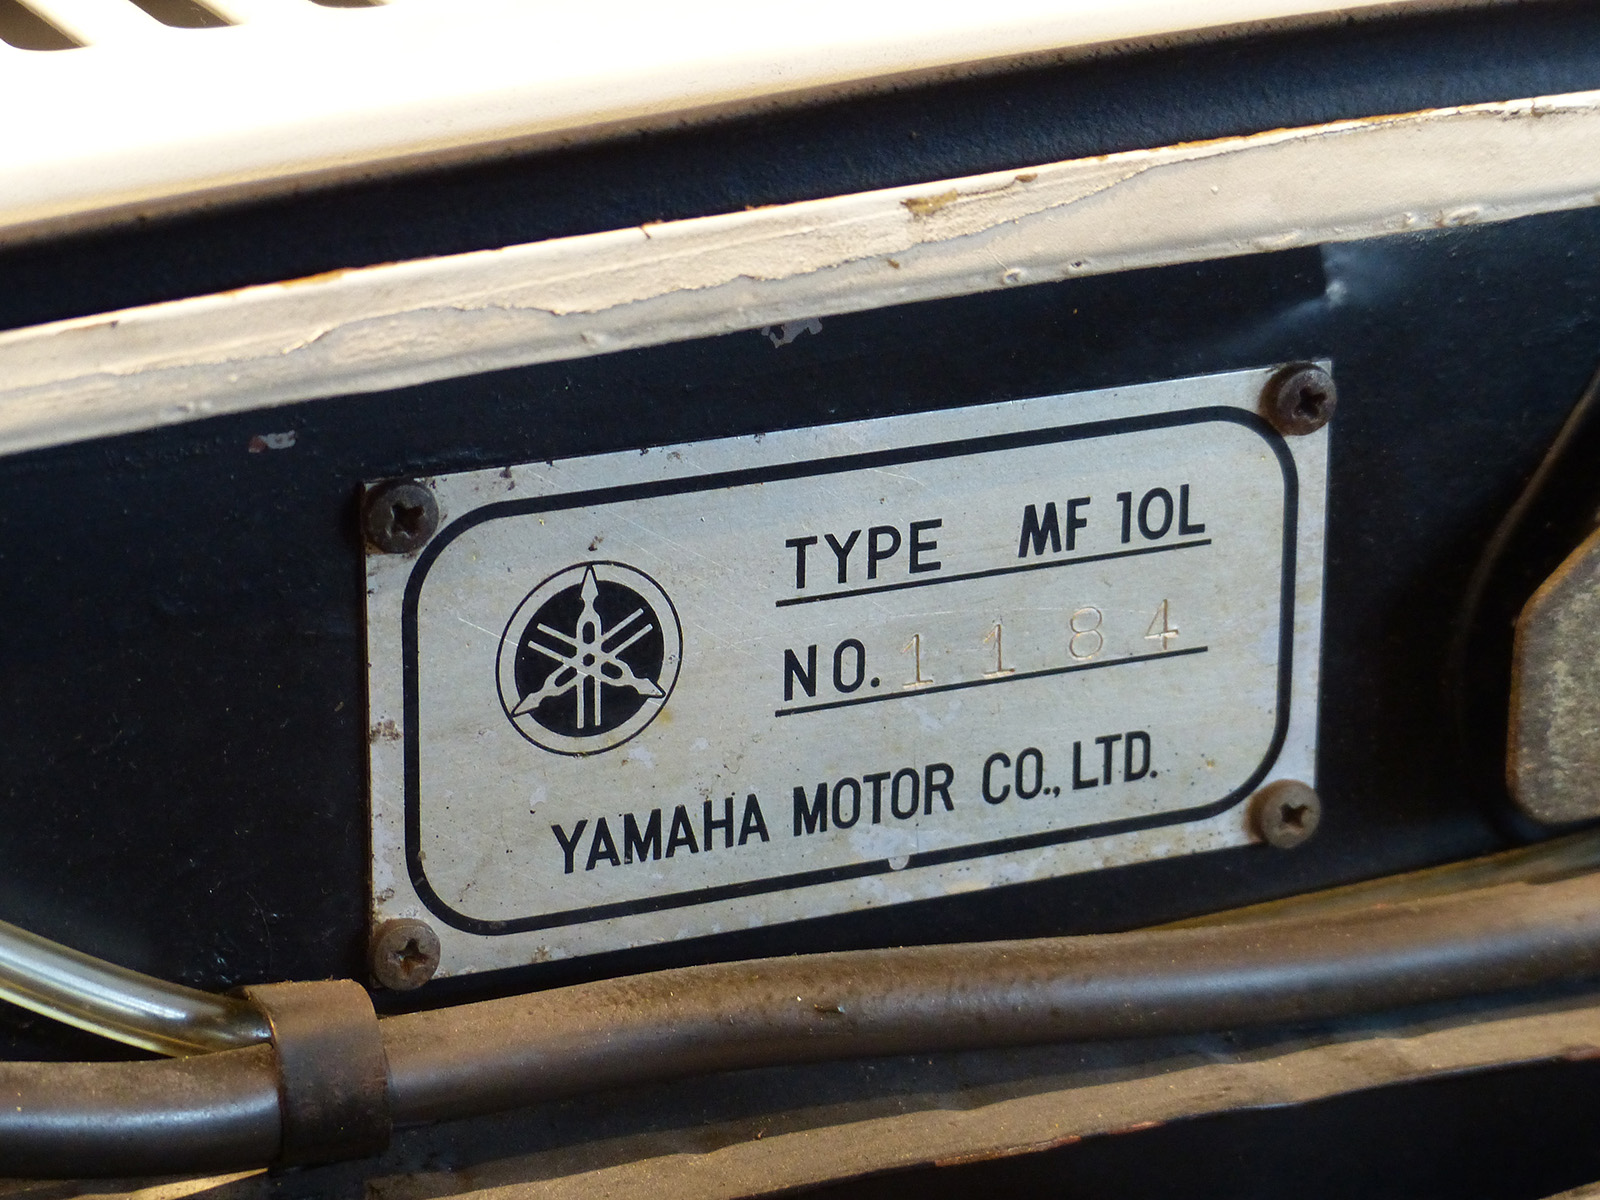 TYPE MF 10L
NO. 1184
YAMAHA MOTOR CO., LTD.